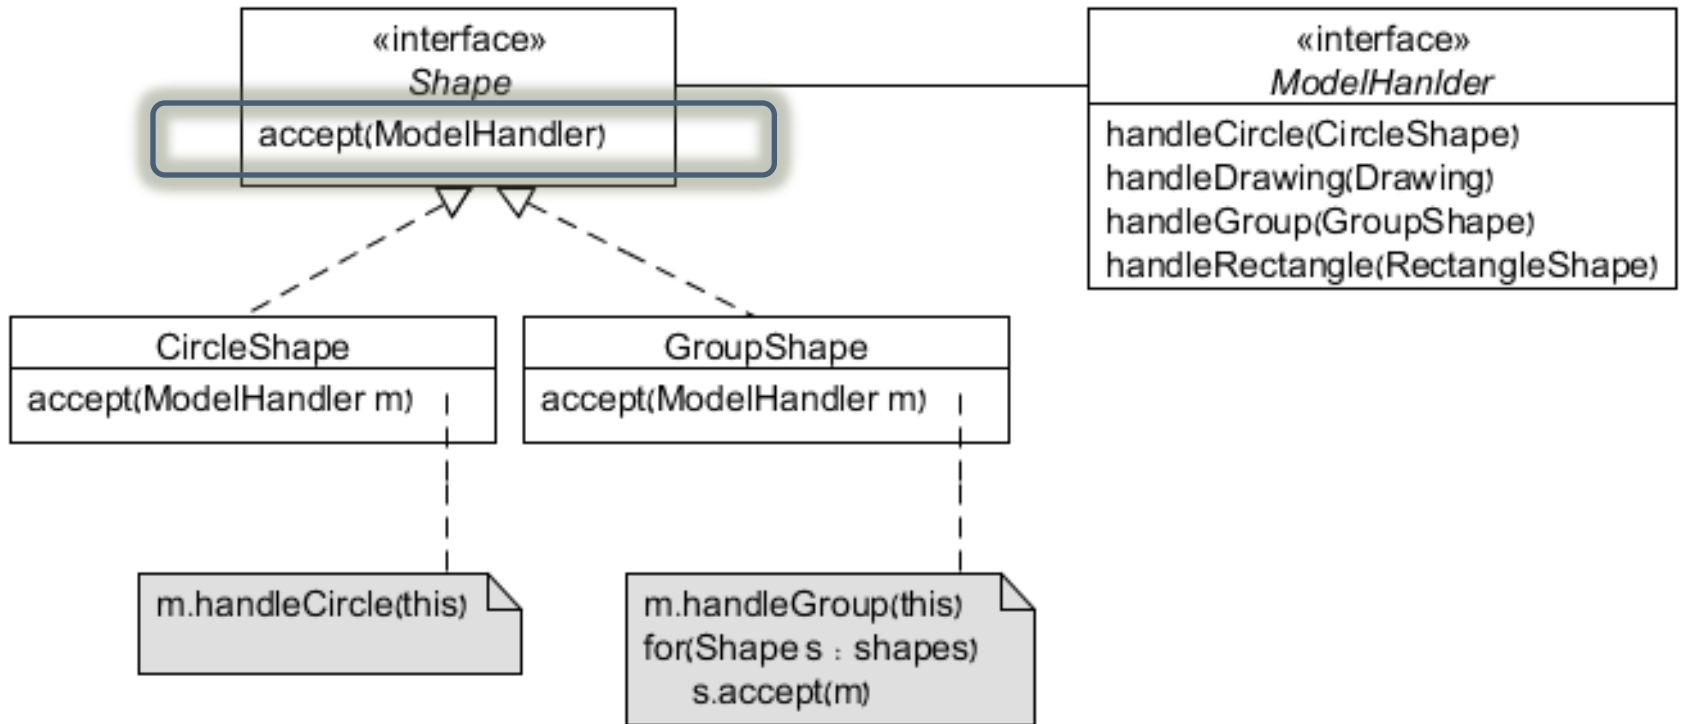 «interface»
Shape
accept(ModelHandler)
«interface»
ModelHanlder
handleCircle(CircleShape)
handleDrawing(Drawing)
handleGroup(GroupShape)
handleRectangle(RectangleShape)
CircleShape
accept(ModelHandler m)
GroupShape
accept(ModelHandler m)
m.handleCircle(this)
m.handleGroup(this)
for(Shape s : shapes)
s.accept(m)